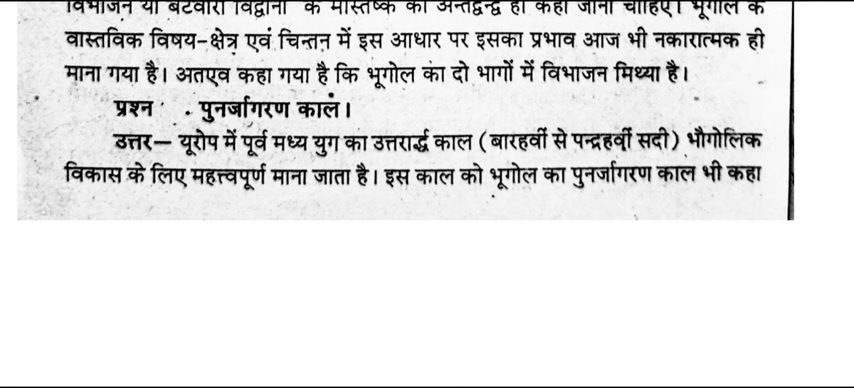 विभाजन या बंटवारा विद्वानों के मस्तिष्क का अन्तर्द्वन्द्व ही कहा जाना चाहिए। भूगोल के
वास्तविक विषय-क्षेत्र एवं चिन्तन में इस आधार पर इसका प्रभाव आज भी नकारात्मक ही
माना गया है। अतएव कहा गया है कि भूगोल का दो भागों में विभाजन मिथ्या है।
प्रश्न . पुनर्जागरण काल।
उत्तर— यूरोप में पूर्व मध्य युग का उत्तरार्द्ध काल (बारहवीं से पन्द्रहवीं सदी) भौगोलिक
विकास के लिए महत्त्वपूर्ण माना जाता है। इस काल को भूगोल का पुनर्जागरण काल भी कहा